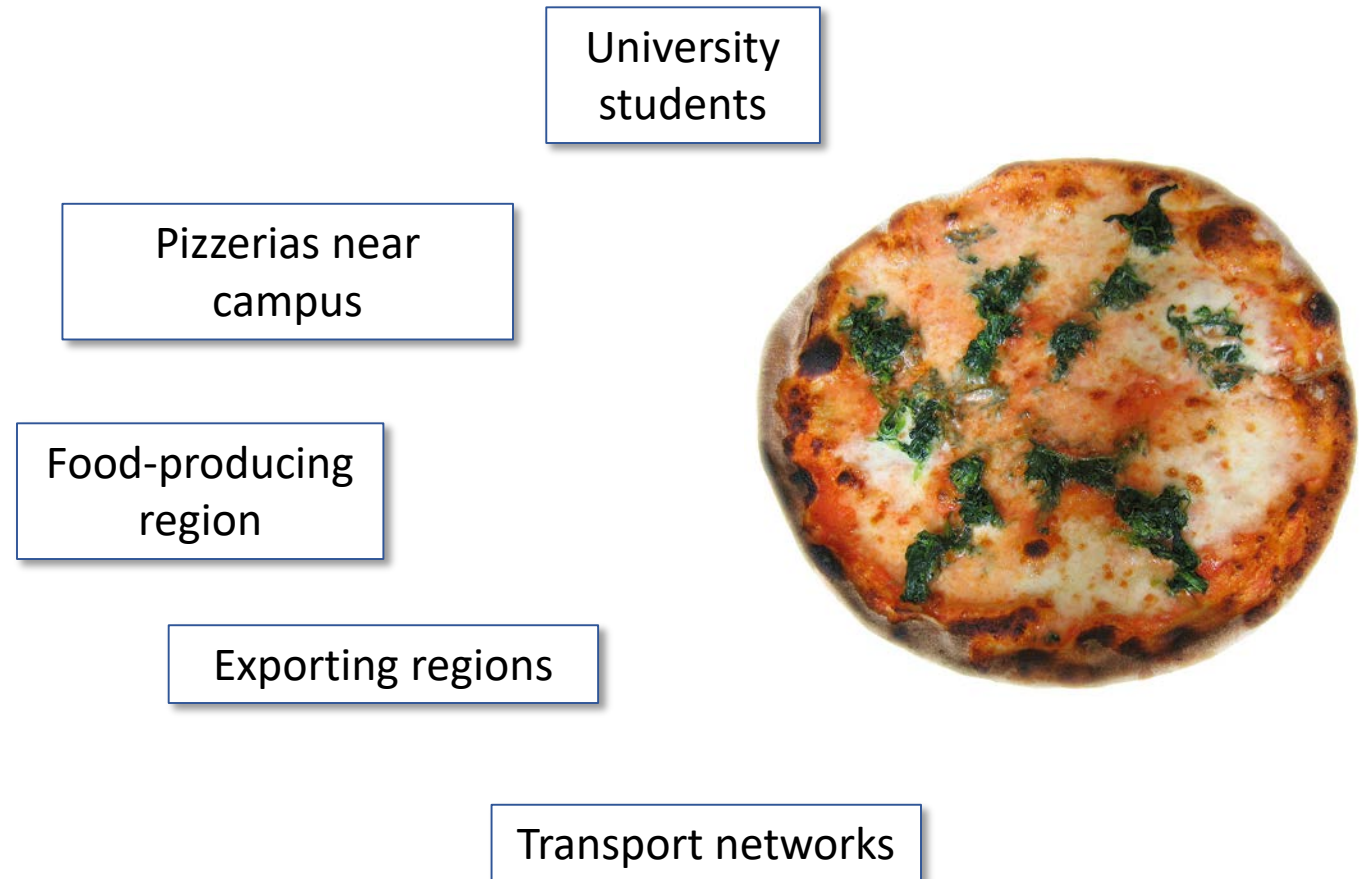 University
students
Pizzerias near
campus
Food-producing
region
Exporting regions
Transport networks